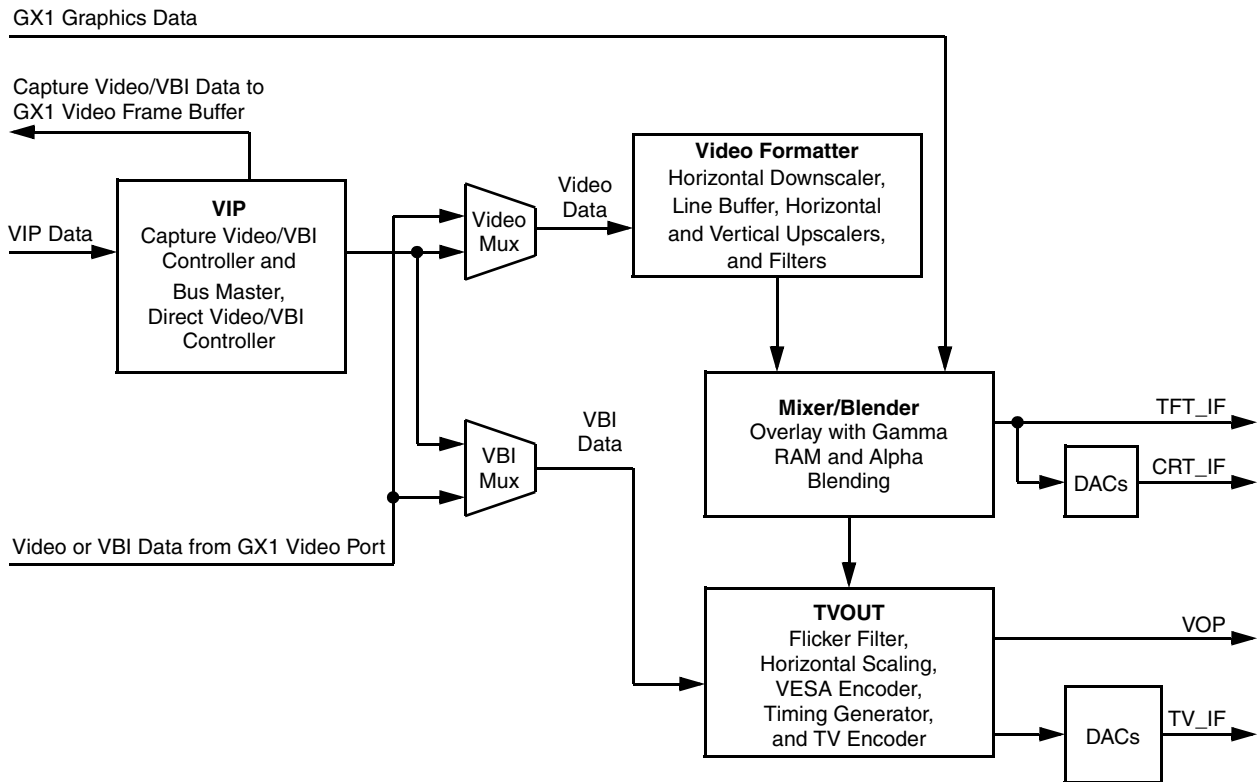 GX1 Graphics Data
Capture Video/VBI Data to
GX1 Video Frame Buffer
VIP Data
VIP
Capture Video/VBI
Controller and
Bus Master,
Direct Video/VBI
Controller
Video
Mux
Video
Data
Video Formatter
Horizontal Downscaler,
Line Buffer, Horizontal
and Vertical Upscalers,
and Filters
VBI
Mux
VBI
Data
Mixer/Blender
Overlay with Gamma
RAM and Alpha
Blending
TFT_IF
DACs
CRT_IF
Video or VBI Data from GX1 Video Port
TVOUT
Flicker Filter,
Horizontal Scaling,
VESA Encoder,
Timing Generator,
and TV Encoder
VOP
DACs
TV_IF